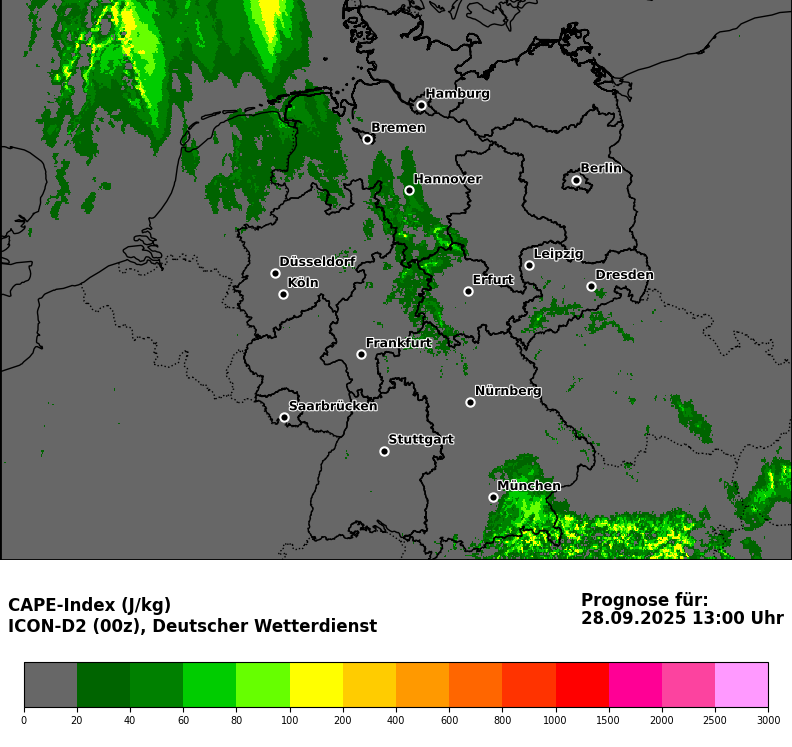 Hamburg
Bremen
Berlin
Hannover
Leipzig
Düsseldorf
Dresden
Köln
Erfurt
Frankfurt
Nürnberg
Saarbrücken
Stuttgart
München
CAPE-Index (J/kg)
ICON-D2 (00z), Deutscher Wetterdienst
Prognose für:
28.09.2025 13:00 Uhr
0 20 40 60 80 100 200 400 600 800 1000 1500 2000 2500 3000